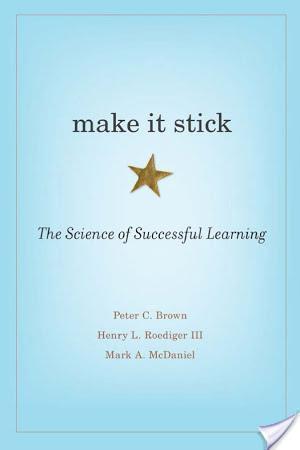 make it stick
The Science of Successful Learning
Peter C. Brown
Henry L. Roediger III
Mark A. McDaniel